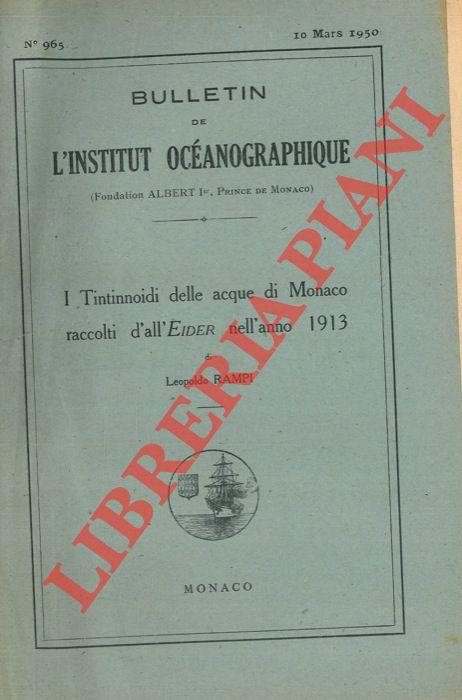 N° 965
10 Mars 1950
BULLETIN
DE
L'INSTITUT OCÉANOGRAPHIQUE
(Fondation ALBERT Ier, PRINCE DE MONACO)
I Tintinnoidi delle acque di Monaco
raccolti d'all'EIDER nell'anno 1913
di
Leopoldo RAMPI
MONACO
LIBRERIA PIANI